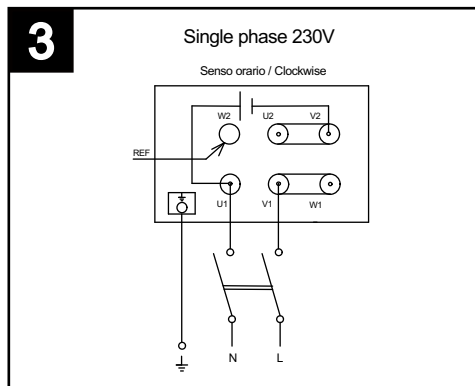 3
Single phase 230V
Senso orario / Clockwise
W2 U2 V2
REF
U1 V1 W1
N L